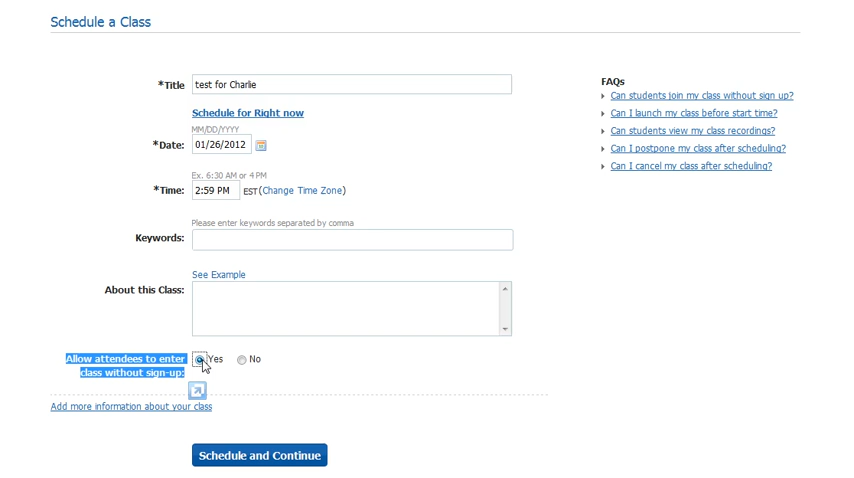 Schedule a Class
*Title test for Charlie
Schedule for Right now
MM/DD/YYYY
*Date: 01/26/2012
Ex. 6:30 AM or 4 PM
*Time: 2:59 PM EST(Change Time Zone)
Please enter keywords separated by comma
Keywords:
See Example
About this Class:
Allow attendees to enter
class without sign-up:
Yes No
Add more information about your class
Schedule and Continue
FAQs
Can students join my class without sign up?
Can I launch my class before start time?
Can students view my class recordings?
Can I postpone my class after scheduling?
Can I cancel my class after scheduling?